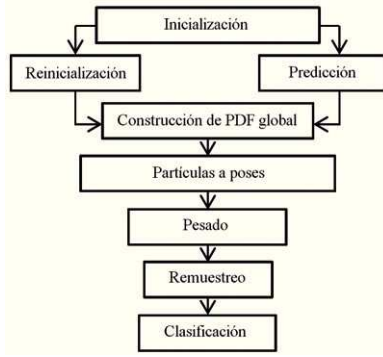 Inicialización
Reinicialización
Predicción
Construcción de PDF global
Partículas a poses
Pesado
Remuestreo
Clasificación